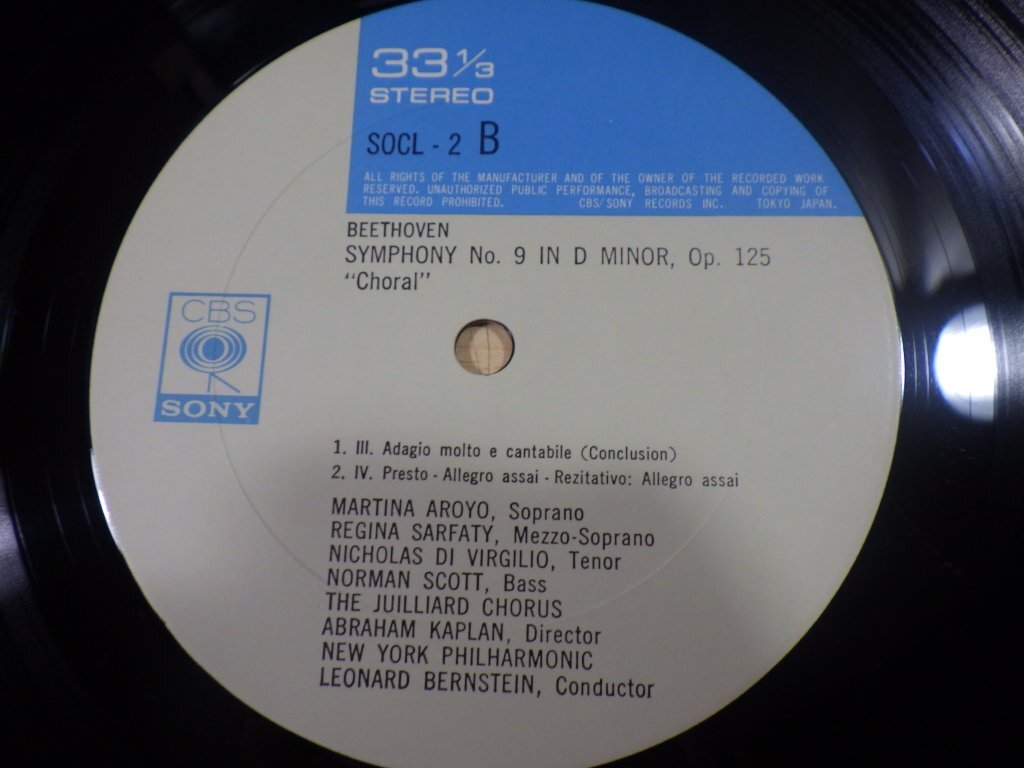 33 1/3
STEREO
SOCL - 2 B
ALL RIGHTS OF THE MANUFACTURER AND OF THE OWNER OF THE RECORDED WORK
RESERVED. UNAUTHORIZED PUBLIC PERFORMANCE, BROADCASTING AND COPYING OF
THIS RECORD PROHIBITED. CBS/SONY RECORDS INC. TOKYO JAPAN.
BEETHOVEN
SYMPHONY No. 9 IN D MINOR, Op. 125
“Choral”
CBS
SONY
1. III. Adagio molto e cantabile (Conclusion)
2. IV. Presto - Allegro assai - Rezitativo: Allegro assai
MARTINA AROYO, Soprano
REGINA SARFATY, Mezzo-Soprano
NICHOLAS DI VIRGILIO, Tenor
NORMAN SCOTT, Bass
THE JUILLIARD CHORUS
ABRAHAM KAPLAN, Director
NEW YORK PHILHARMONIC
LEONARD BERNSTEIN, Conductor